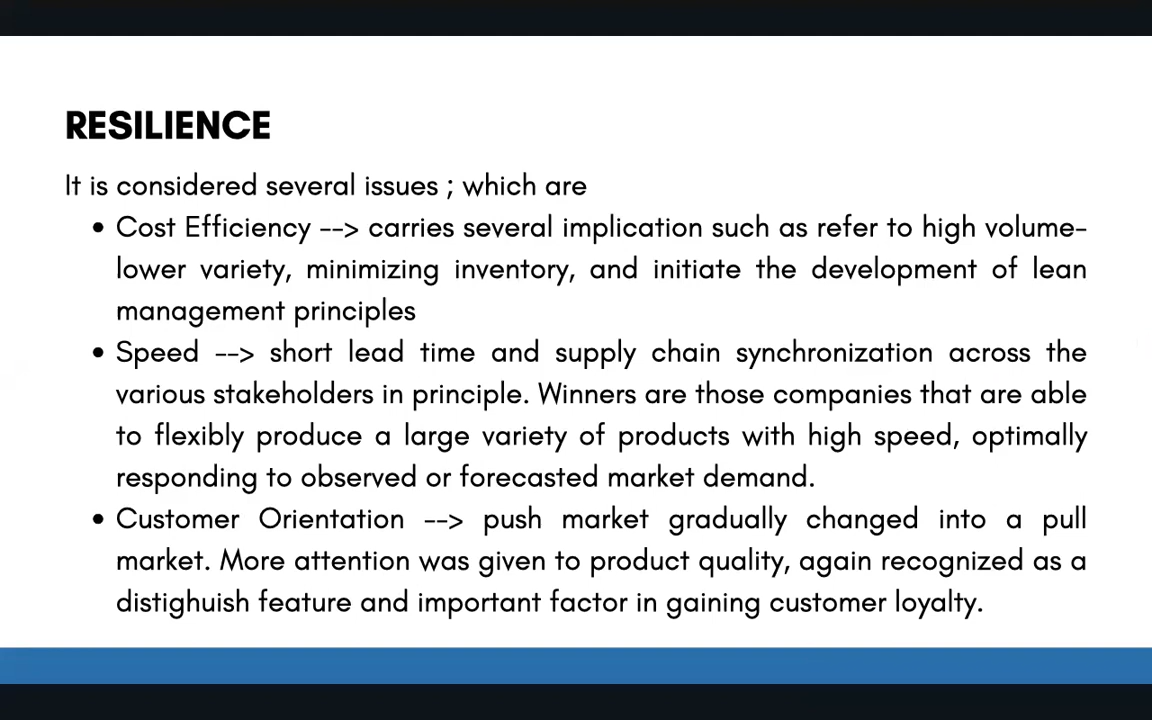 RESILIENCE
It is considered several issues ; which are
• Cost Efficiency --> carries several implication such as refer to high volume-
lower variety, minimizing inventory, and initiate the development of lean
management principles
• Speed --> short lead time and supply chain synchronization across the
various stakeholders in principle. Winners are those companies that are able
to flexibly produce a large variety of products with high speed, optimally
responding to observed or forecasted market demand.
• Customer Orientation --> push market gradually changed into a pull
market. More attention was given to product quality, again recognized as a
distighuish feature and important factor in gaining customer loyalty.